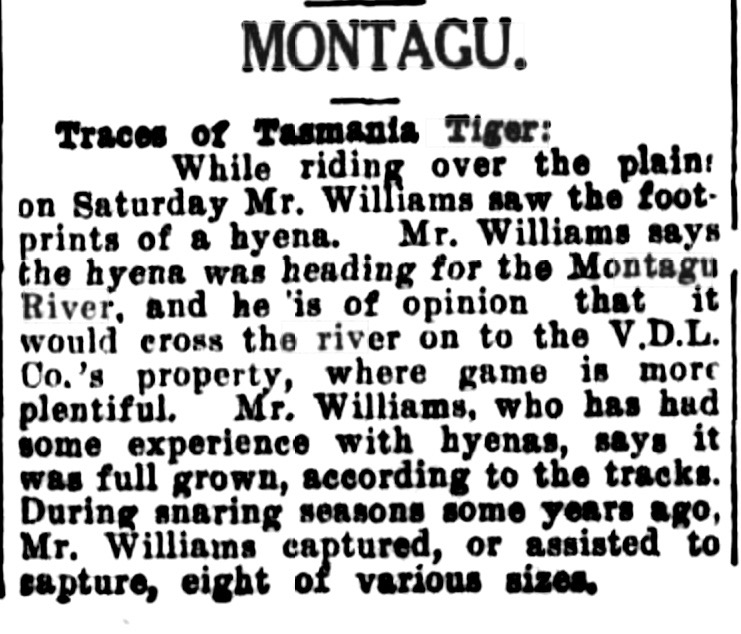 MONTAGU.
Traces of Tasmania Tiger:
While riding over the plains
on Saturday Mr. Williams saw the foot-
prints of a hyena. Mr. Williams says
the hyena was heading for the Montagu
River, and he is of opinion that it
would cross the river on to the V.D.L.
Co.'s property, where game is more
plentiful. Mr. Williams, who has had
some experience with hyenas, says it
was full grown, according to the tracks.
During snaring seasons some years ago,
Mr. Williams captured, or assisted to
capture, eight of various sizes.